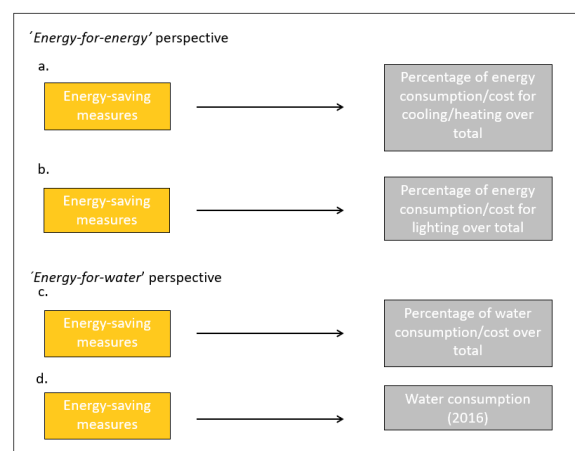 ´Energy-for-energy’ perspective
a.
Energy-saving
measures
Percentage of energy
consumption/cost for
cooling/heating over
total
b.
Energy-saving
measures
Percentage of energy
consumption/cost for
lighting over total
´Energy-for-water’ perspective
c.
Energy-saving
measures
Percentage of water
consumption/cost over
total
d.
Energy-saving
measures
Water consumption
(2016)